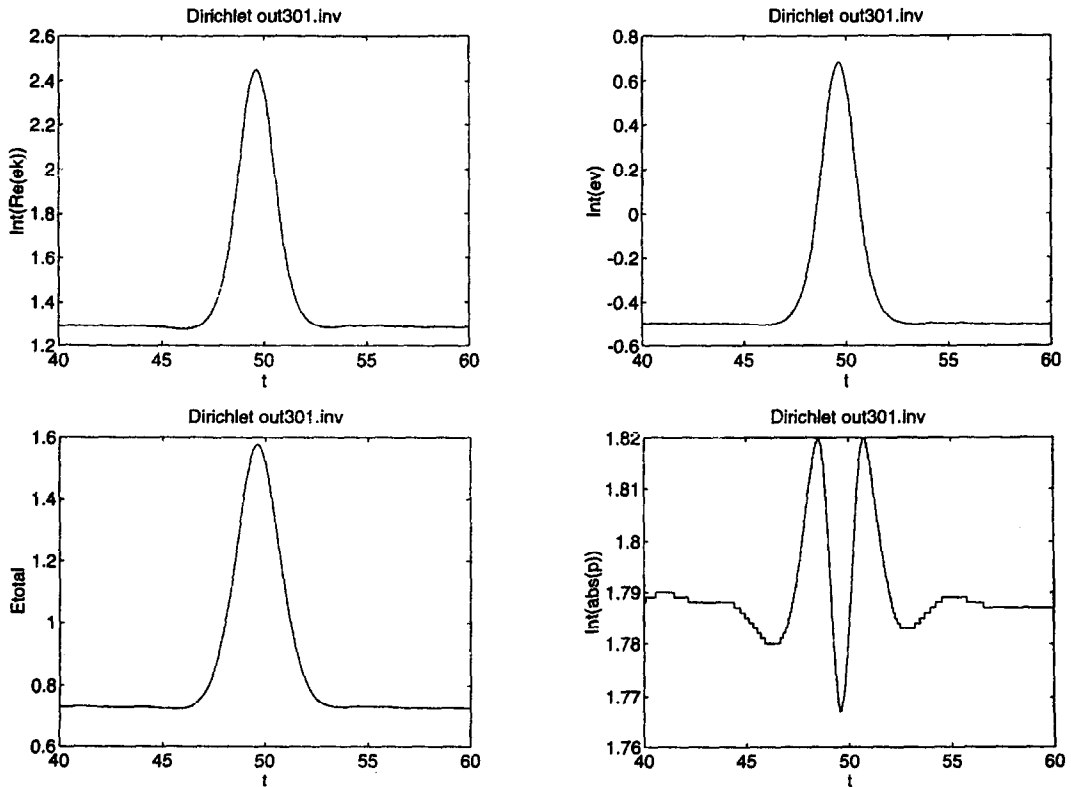 Dirichlet out301.inv
2.6
2.4
2.2
2
1.8
1.6
1.4
1.2
Int(Re(ek))
40 45 50 55 60
t
Dirichlet out301.inv
0.8
0.6
0.4
0.2
0
-0.2
-0.4
-0.6
Int(ev)
40 45 50 55 60
t
Dirichlet out301.inv
1.6
1.4
1.2
1
0.8
0.6
Etotal
40 45 50 55 60
t
Dirichlet out301.inv
1.82
1.81
1.8
1.79
1.78
1.77
1.76
Int(abs(p))
40 45 50 55 60
t